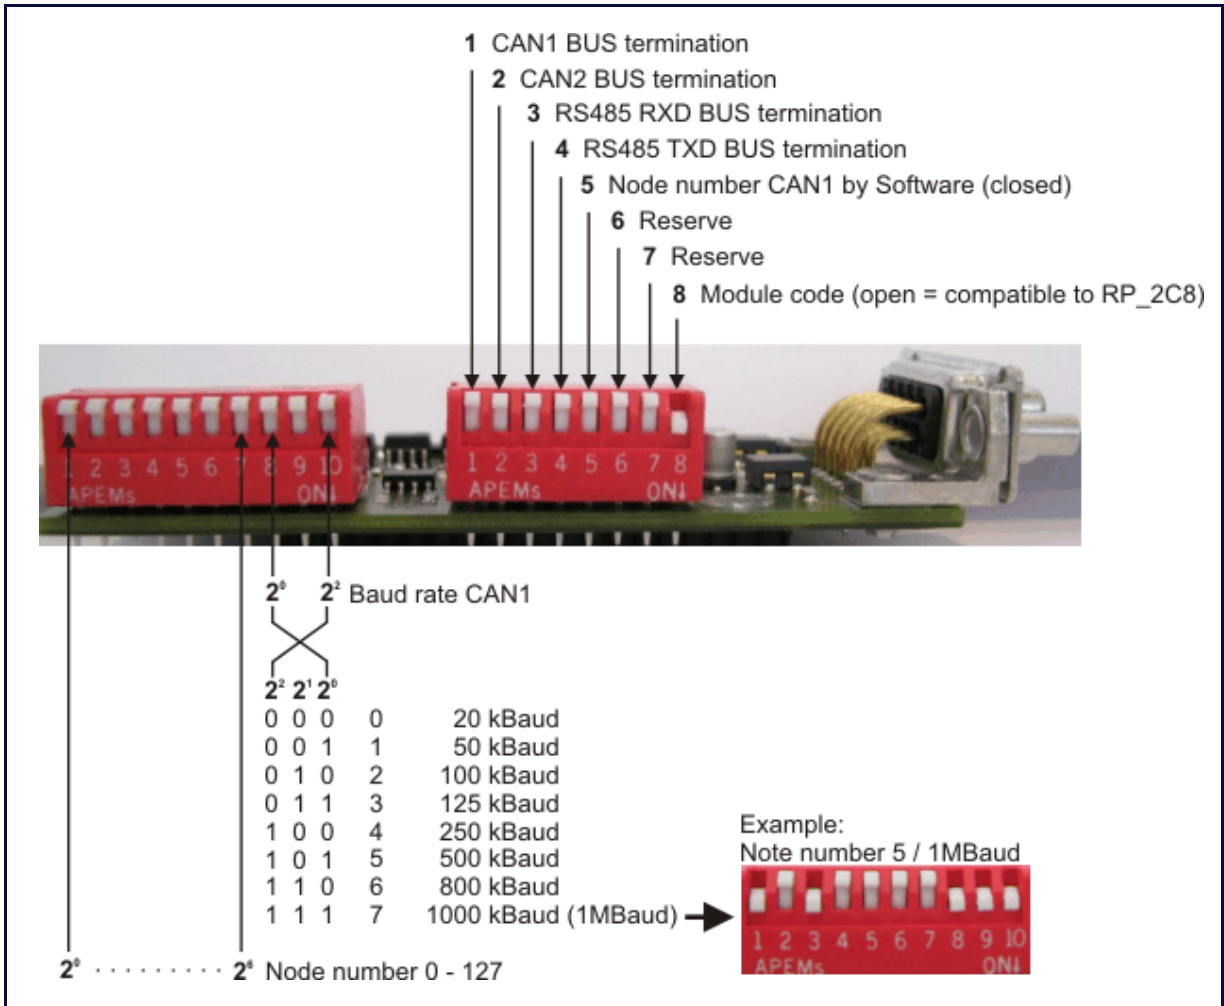 1 CAN1 BUS termination
2 CAN2 BUS termination
3 RS485 RXD BUS termination
4 RS485 TXD BUS termination
5 Node number CAN1 by Software (closed)
6 Reserve
7 Reserve
8 Module code (open = compatible to RP_2C8)
1 2 3 4 5 6 7 8 9 10
APEMs ON↓
1 2 3 4 5 6 7 8
APEMs ON↓
2⁰ 2² Baud rate CAN1
2² 2¹ 2⁰
0 0 0 0 20 kBaud
0 0 1 1 50 kBaud
0 1 0 2 100 kBaud
0 1 1 3 125 kBaud
1 0 0 4 250 kBaud
1 0 1 5 500 kBaud
1 1 0 6 800 kBaud
1 1 1 7 1000 kBaud (1MBaud)
Example:
Note number 5 / 1MBaud
1 2 3 4 5 6 7 8 9 10
APEMs ON↓
2⁰ · · · · · · · · · 2⁶ Node number 0 - 127